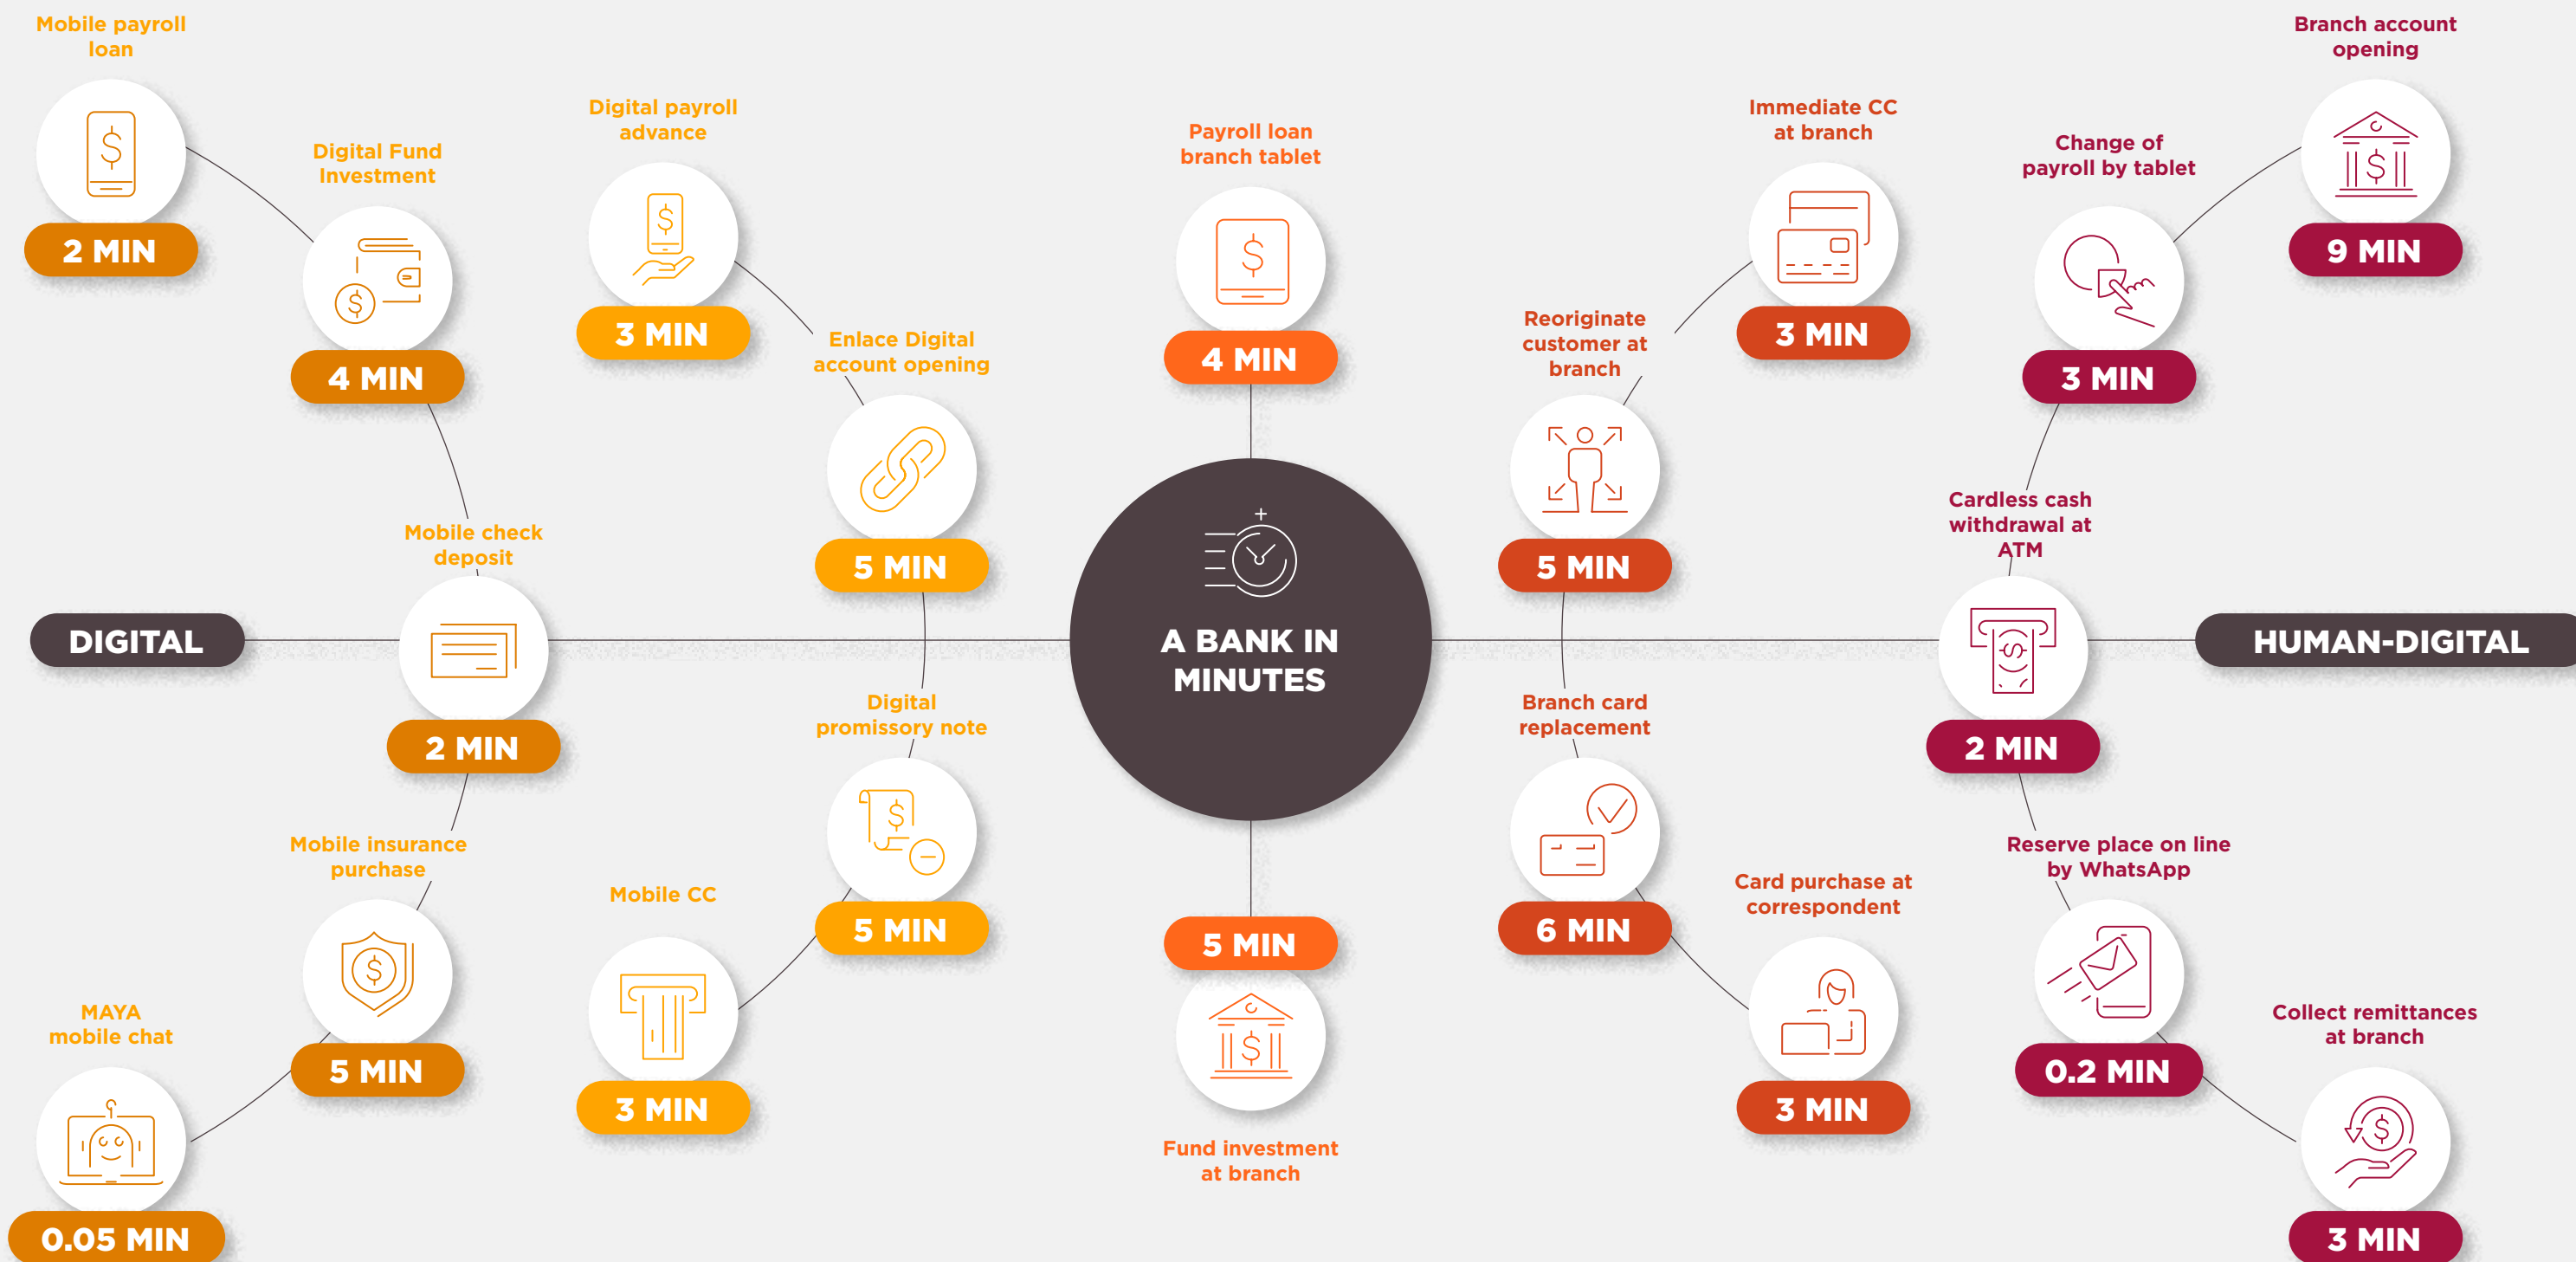 Mobile payroll
loan
2 MIN
Digital Fund
Investment
4 MIN
Mobile check
deposit
2 MIN
Mobile insurance
purchase
5 MIN
MAYA
mobile chat
0.05 MIN
DIGITAL
Digital payroll
advance
3 MIN
Enlace Digital
account opening
5 MIN
Digital
promissory note
5 MIN
Mobile CC
3 MIN
Payroll loan
branch tablet
4 MIN
A BANK IN
MINUTES
5 MIN
Fund investment
at branch
Immediate CC
at branch
3 MIN
Reoriginate
customer at
branch
5 MIN
Branch card
replacement
6 MIN
Card purchase at
correspondent
3 MIN
Branch account
opening
9 MIN
Change of
payroll by tablet
3 MIN
Cardless cash
withdrawal at
ATM
2 MIN
HUMAN-DIGITAL
Reserve place on line
by WhatsApp
0.2 MIN
Collect remittances
at branch
3 MIN